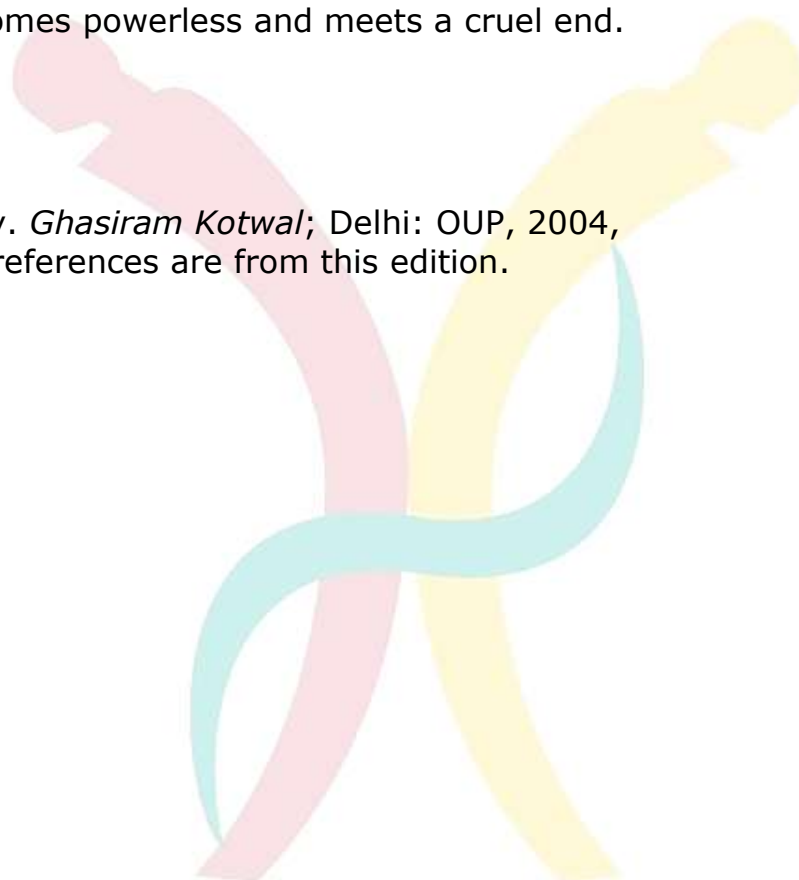 omes powerless and meets a cruel end.
. Ghasiram Kotwal; Delhi: OUP, 2004,
references are from this edition.